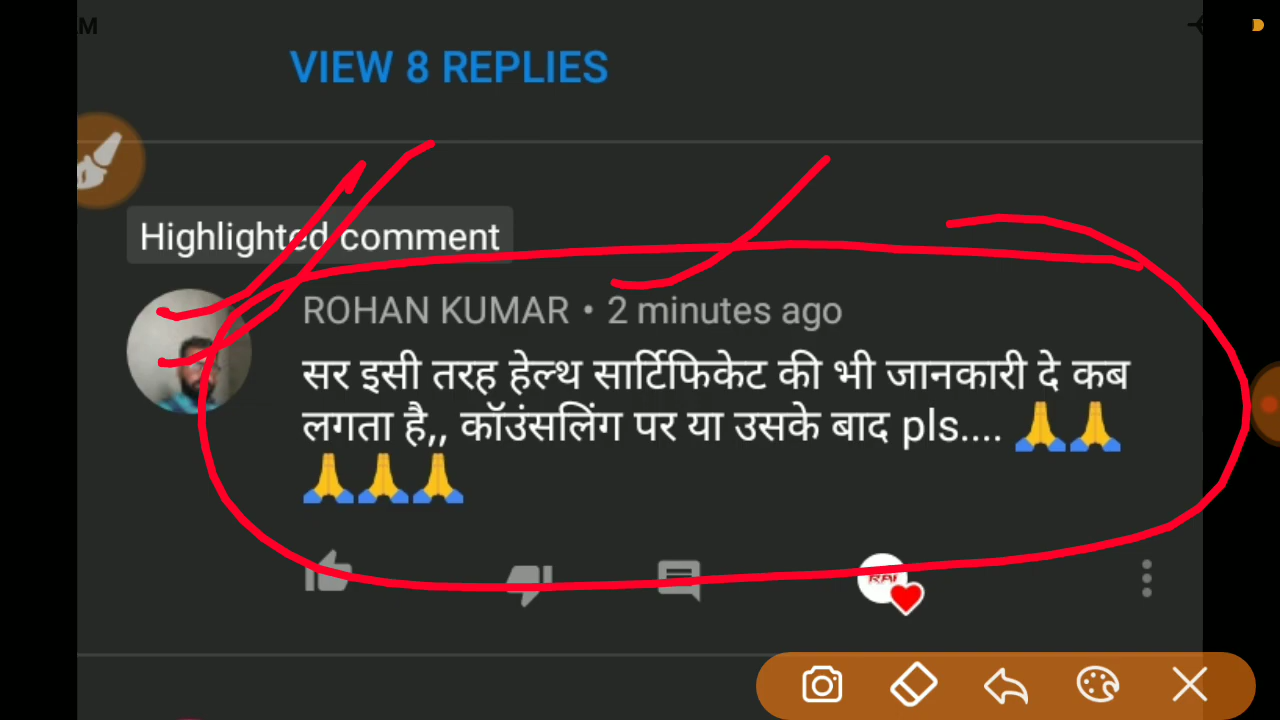 AM
VIEW 8 REPLIES
Highlighted comment
ROHAN KUMAR • 2 minutes ago
सर इसी तरह हेल्थ सार्टिफिकेट की भी जानकारी दे कब
लगता है,, कॉउंसलिंग पर या उसके बाद pls.... 🙏🙏
🙏🙏🙏